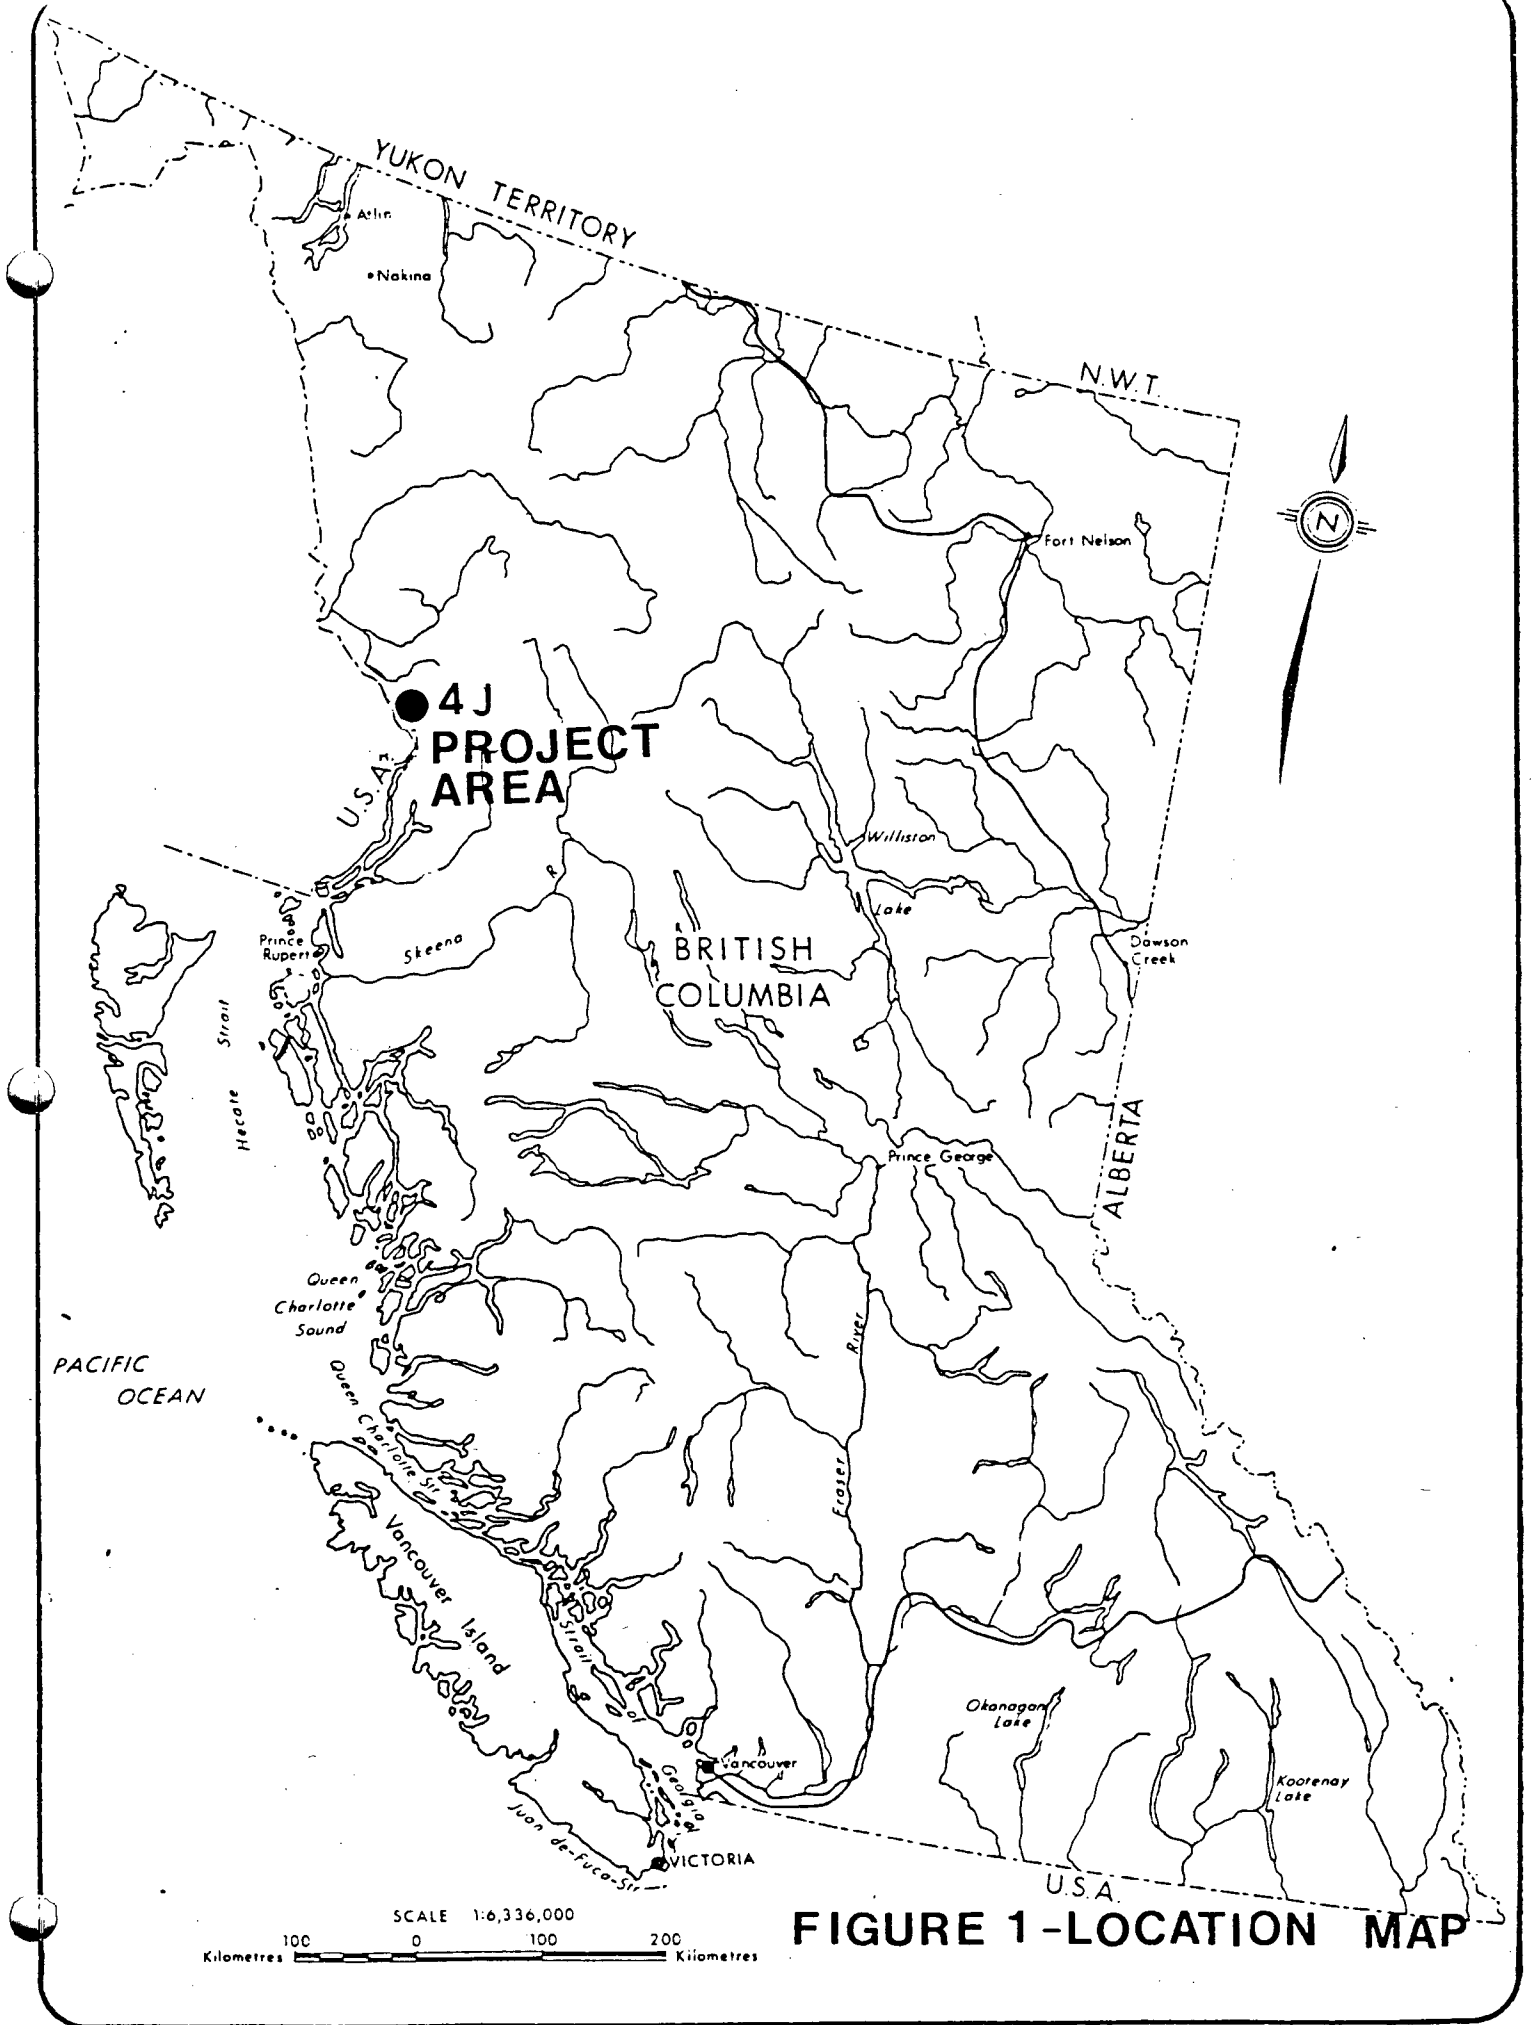 YUKON TERRITORY
Atlin
Nakina
N.W.T.
N
Fort Nelson
4J
PROJECT
AREA
U.S.A.
Williston
Lake
R
Skeena
Prince
Rupert
BRITISH
COLUMBIA
Dawson
Creek
Hecate Strait
ALBERTA
Prince George
Queen
Charlotte
Sound
River
PACIFIC
OCEAN
Queen Charlotte Str
Fraser
Vancouver Island
Strait of Georgia
Okanagan
Lake
Vancouver
Kootenay
Lake
Juan de-Fuca-Str
VICTORIA
U.S.A.
SCALE 1:6,336,000
100 0 100 200
Kilometres Kilometres
FIGURE 1-LOCATION MAP